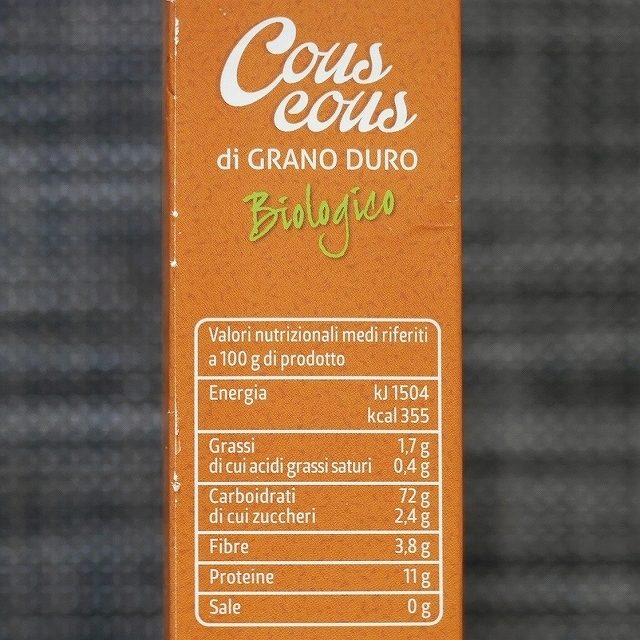 Cous
cous
di GRANO DURO
Biologico
Valori nutrizionali medi riferiti
a 100 g di prodotto
Energia kJ 1504
kcal 355
Grassi 1,7 g
di cui acidi grassi saturi 0,4 g
Carboidrati 72 g
di cui zuccheri 2,4 g
Fibre 3,8 g
Proteine 11 g
Sale 0 g